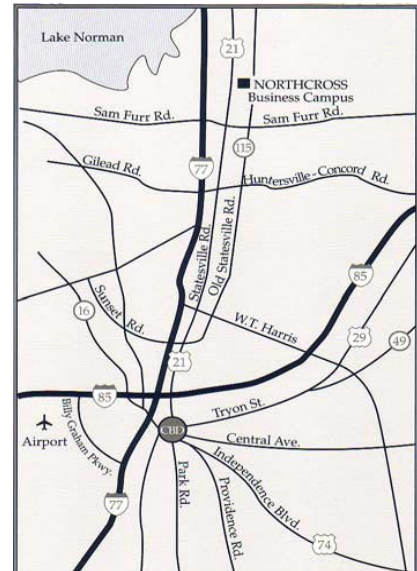 Lake Norman
21
NORTHCROSS
Business Campus
Sam Furr Rd.
Sam Furr Rd.
115
Gilead Rd.
77
Huntersville-Concord Rd.
Statesville Rd.
Old Statesville Rd.
85
Sunset Rd.
16
W.T. Harris
29
49
21
85
Tryon St.
Billy Graham Pkwy.
Airport
CBD
Central Ave.
Independence Blvd.
Park Rd.
Providence Rd.
77
74